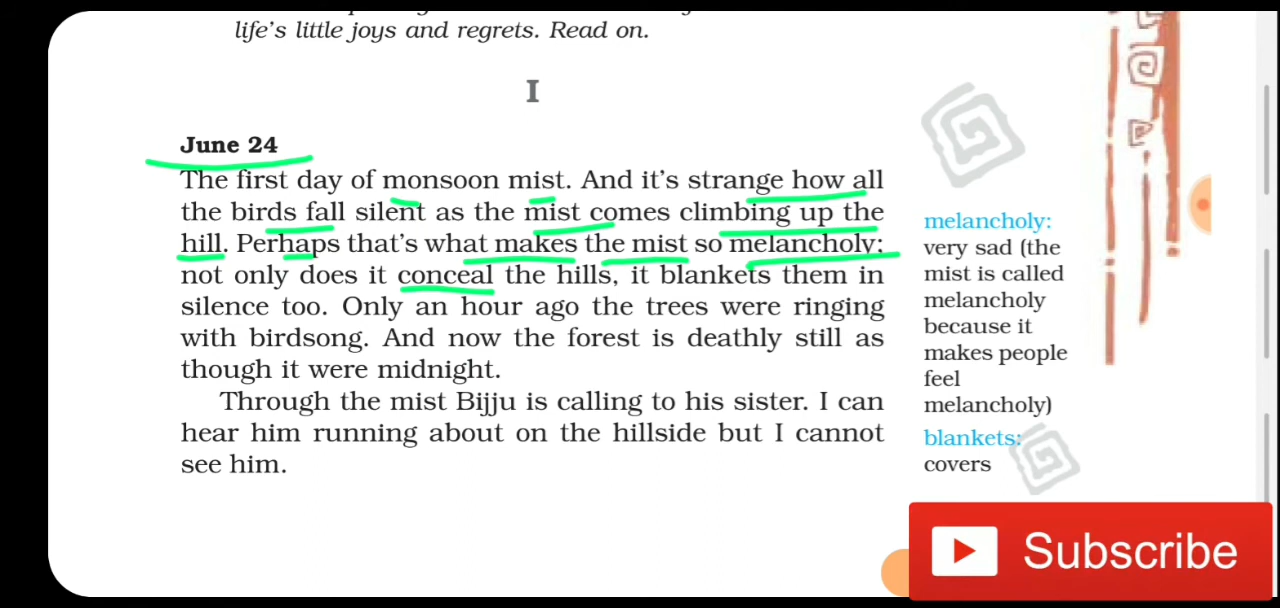 life's little joys and regrets. Read on.
I
June 24
The first day of monsoon mist. And it's strange how all
the birds fall silent as the mist comes climbing up the
hill. Perhaps that's what makes the mist so melancholy:
not only does it conceal the hills, it blankets them in
silence too. Only an hour ago the trees were ringing
with birdsong. And now the forest is deathly still as
though it were midnight.
Through the mist Bijju is calling to his sister. I can
hear him running about on the hillside but I cannot
see him.
melancholy:
very sad (the
mist is called
melancholy
because it
makes people
feel
melancholy)
blankets:
covers
Subscribe